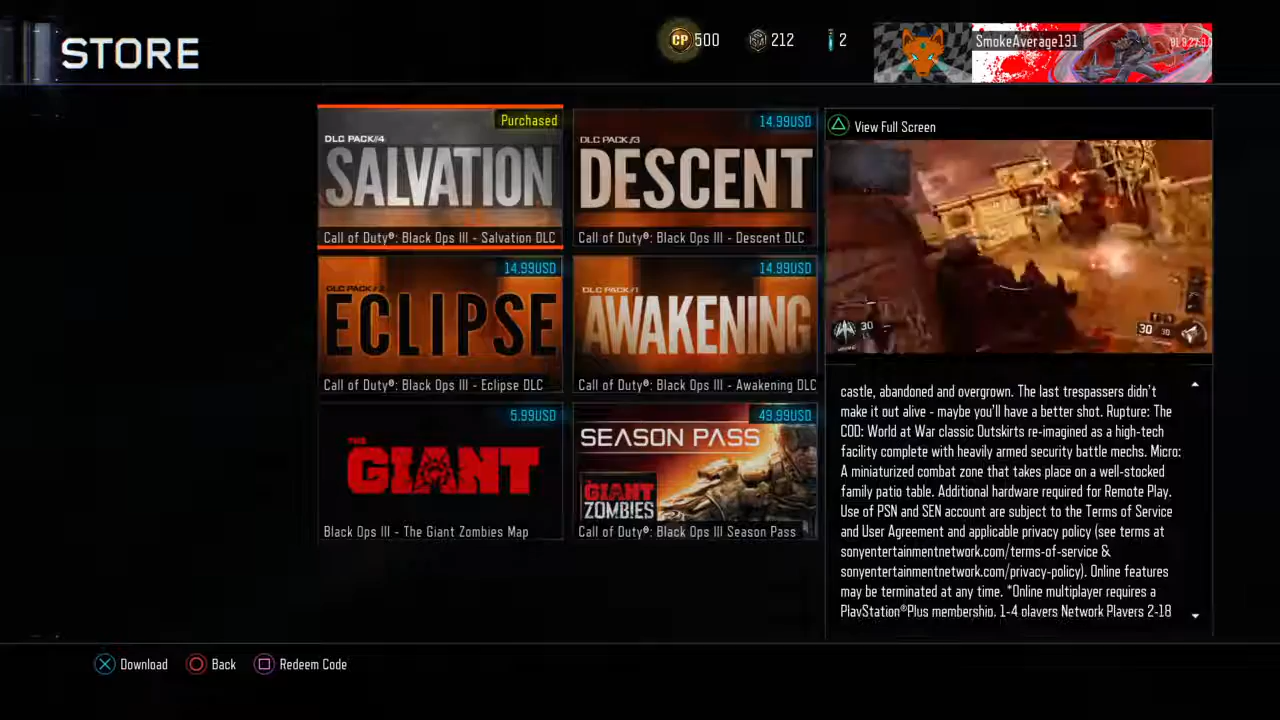 STORE
CP 500
212
2
SmokeAverage131
Purchased
DLC PACK #4
SALVATION
Call of Duty®: Black Ops III - Salvation DLC
14.99USD
DLC PACK #3
DESCENT
Call of Duty®: Black Ops III - Descent DLC
14.99USD
DLC PACK #2
ECLIPSE
Call of Duty®: Black Ops III - Eclipse DLC
14.99USD
DLC PACK #1
AWAKENING
Call of Duty®: Black Ops III - Awakening DLC
5.99USD
THE
GIANT
Black Ops III - The Giant Zombies Map
49.99USD
SEASON PASS
THE
GIANT
ZOMBIES
Call of Duty®: Black Ops III Season Pass
View Full Screen
30
30 30
castle, abandoned and overgrown. The last trespassers didn't
make it out alive - maybe you'll have a better shot. Rupture: The
COD: World at War classic Outskirts re-imagined as a high-tech
facility complete with heavily armed security battle mechs. Micro:
A miniaturized combat zone that takes place on a well-stocked
family patio table. Additional hardware required for Remote Play.
Use of PSN and SEN account are subject to the Terms of Service
and User Agreement and applicable privacy policy (see terms at
sonyentertainmentnetwork.com/terms-of-service &
sonyentertainmentnetwork.com/privacy-policy). Online features
may be terminated at any time. *Online multiplayer requires a
PlayStation®Plus membership. 1-4 players Network Players 2-18
Download
Back
Redeem Code